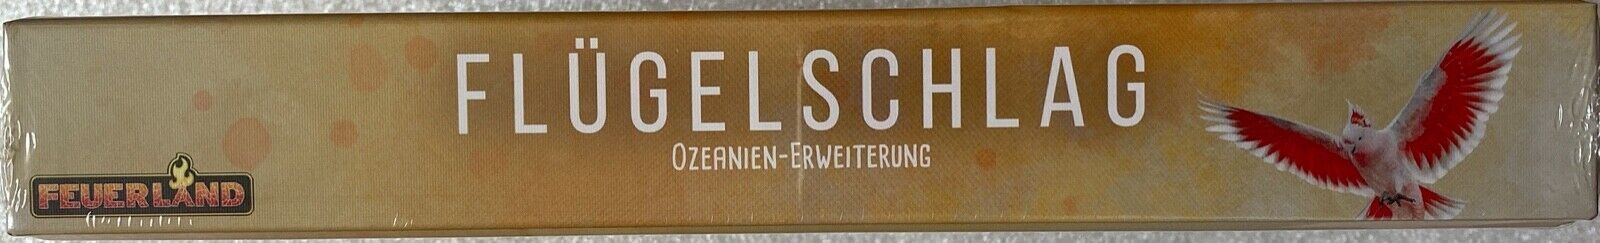 FLÜGELSCHLAG
OZEANIEN-ERWEITERUNG
FEUERLAND